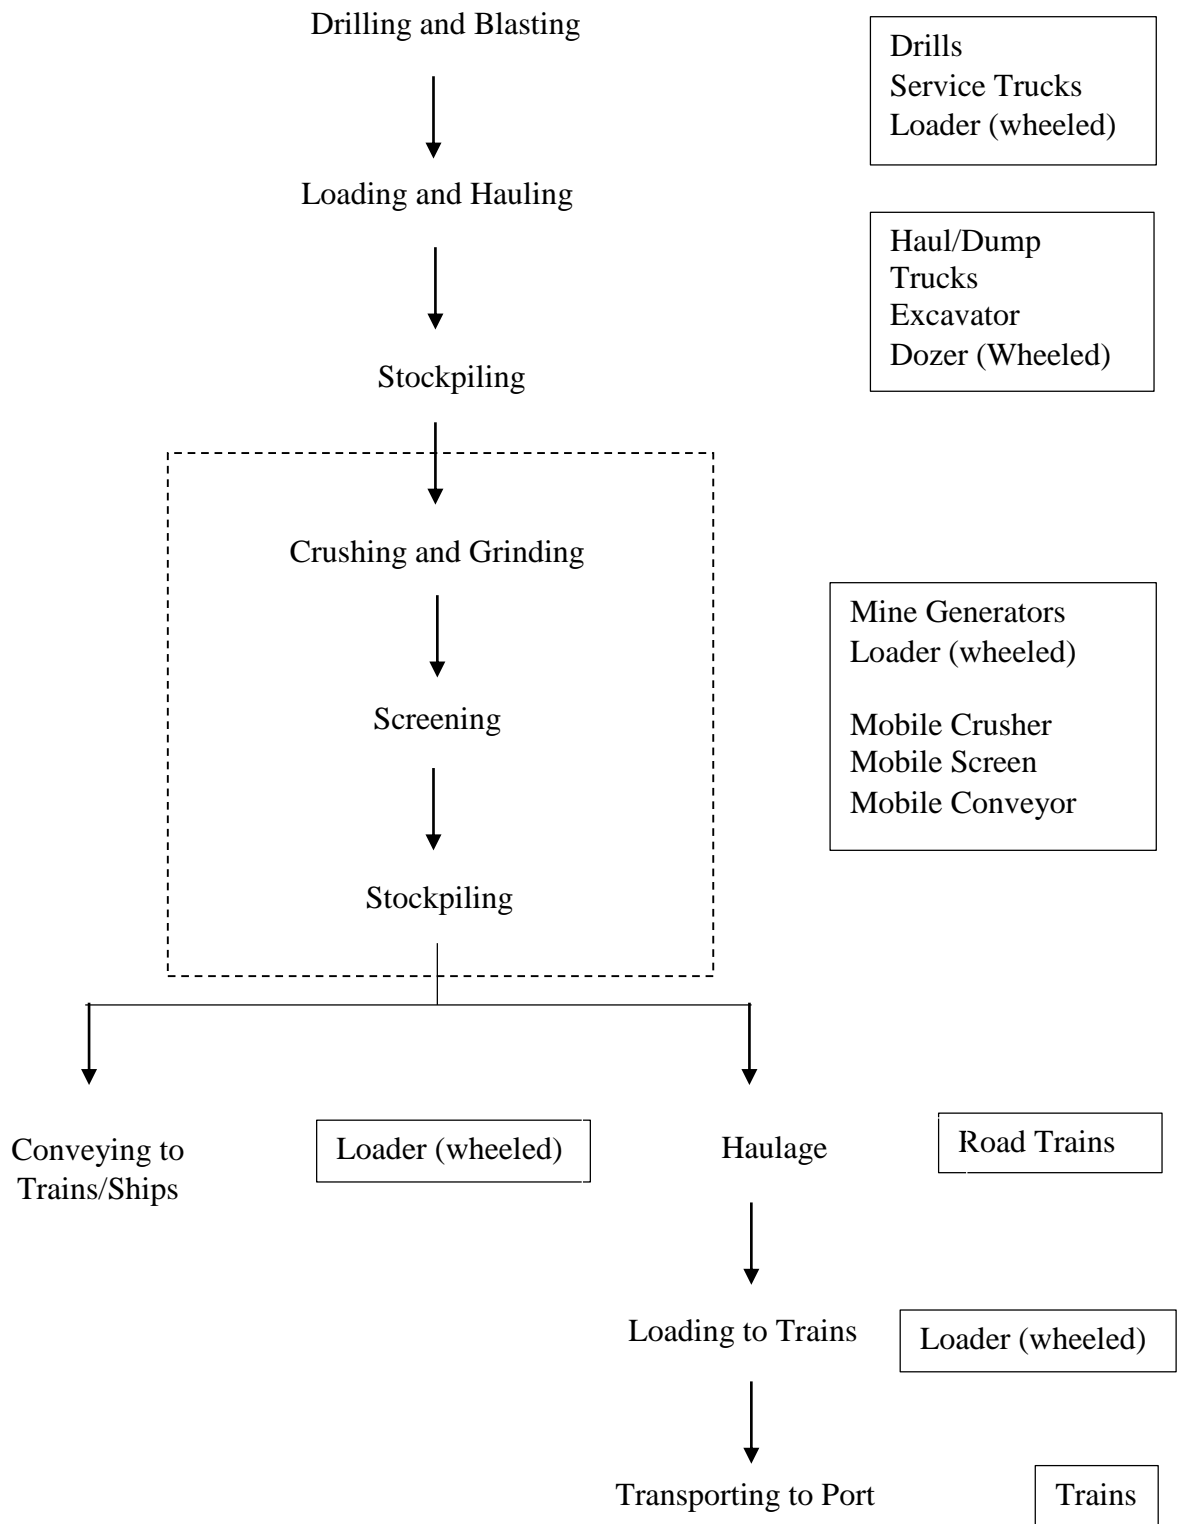 Drilling and Blasting
Drills
Service Trucks
Loader (wheeled)
Loading and Hauling
Haul/Dump
Trucks
Excavator
Dozer (Wheeled)
Stockpiling
Crushing and Grinding
Mine Generators
Loader (wheeled)
Screening
Mobile Crusher
Mobile Screen
Mobile Conveyor
Stockpiling
Conveying to
Trains/Ships
Loader (wheeled)
Haulage
Road Trains
Loading to Trains
Loader (wheeled)
Transporting to Port
Trains